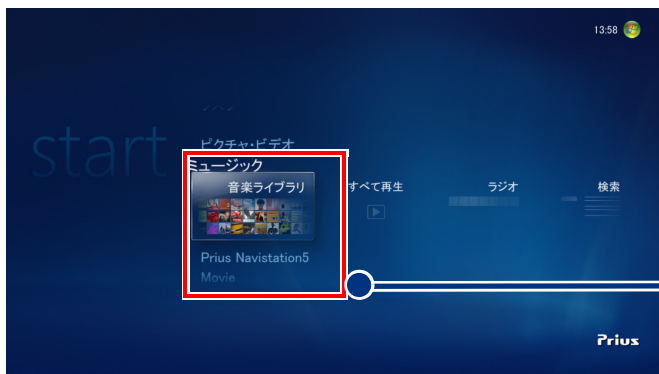 13:58
start
ピクチャ・ビデオ
ミュージック
音楽ライブラリ
すべて再生
ラジオ
検索
Prius Navistation5
Movie
Prius